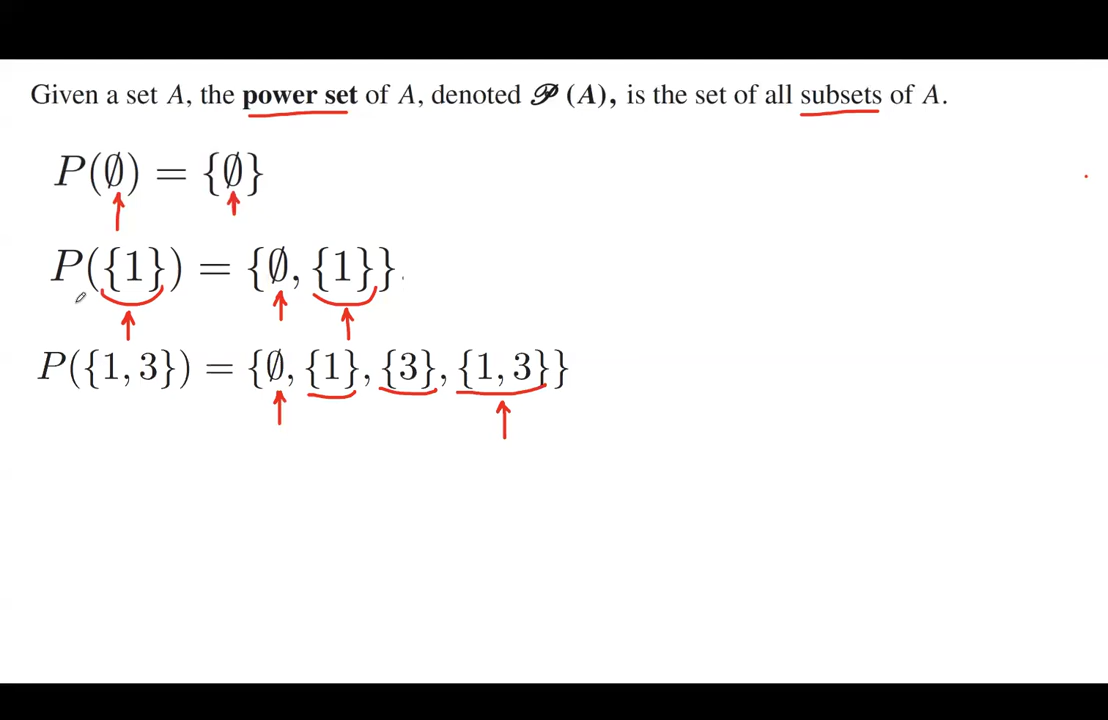 Given a set A, the power set of A, denoted 𝒫 (A), is the set of all subsets of A.
P(∅) = {∅}
P({1}) = {∅, {1}}
P({1, 3}) = {∅, {1}, {3}, {1, 3}}